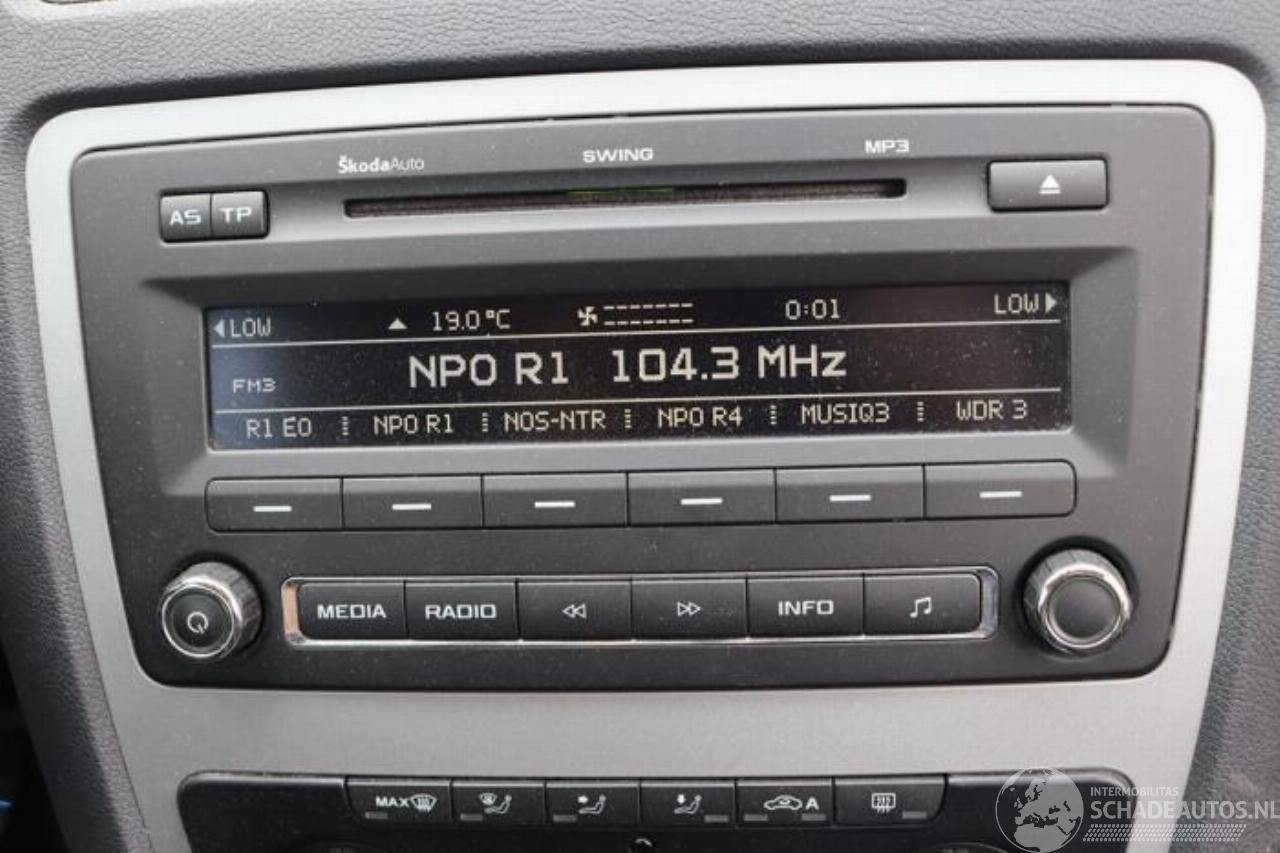 ŠkodaAuto SWING MP3
AS TP
LOW 19.0°C 0:01 LOW
NPO R1 104.3 MHz
FM3
R1 EO NPO R1 NOS-NTR NPO R4 MUSIQ3 WDR 3
MEDIA RADIO INFO
MAX A
INTERMOBILITAS
SCHADEAUTOS.NL